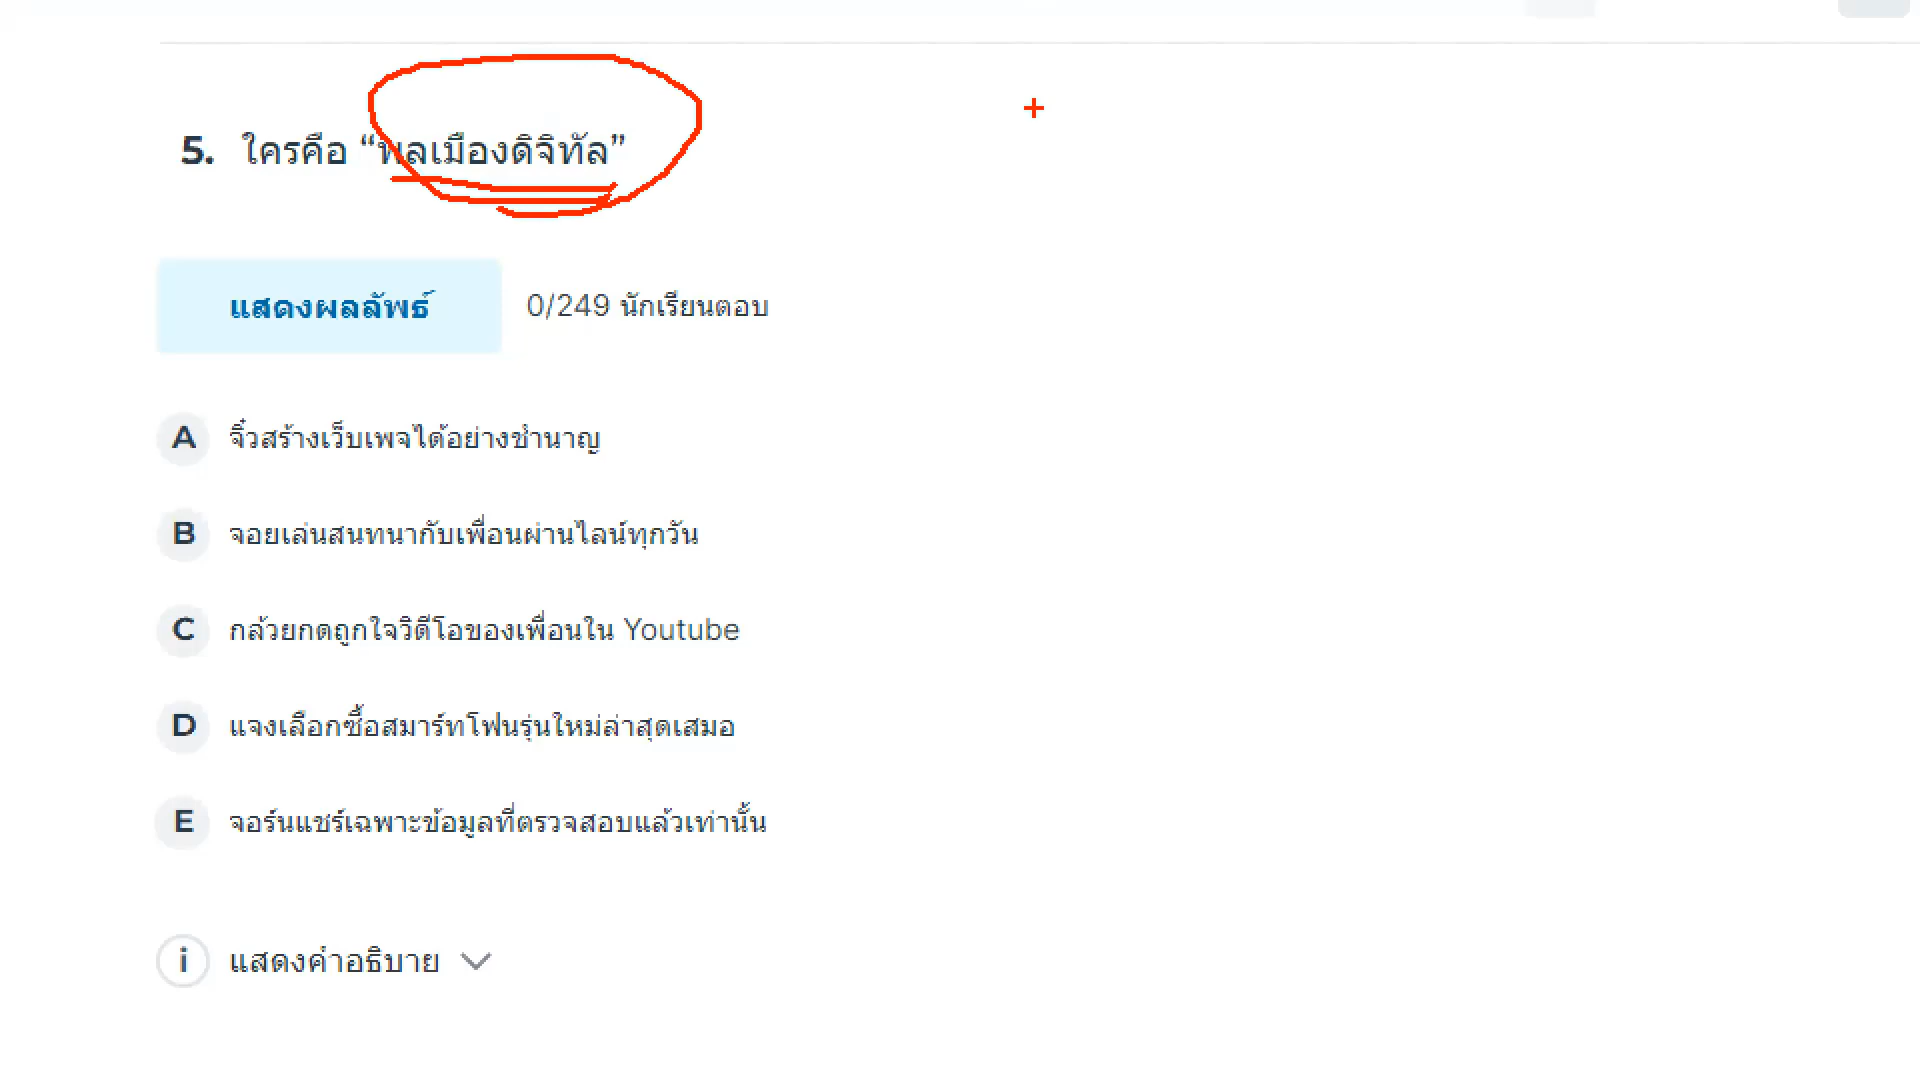 5. ใครคือ “พลเมืองดิจิทัล”
แสดงผลลัพธ์ 0/249 นักเรียนตอบ
A จิ๋วสร้างเว็บเพจได้อย่างชำนาญ
B จอยเล่นสนทนากับเพื่อนผ่านไลน์ทุกวัน
C กล้วยกดถูกใจวิดีโอของเพื่อนใน Youtube
D แจงเลือกซื้อสมาร์ทโฟนรุ่นใหม่ล่าสุดเสมอ
E จอร์นแชร์เฉพาะข้อมูลที่ตรวจสอบแล้วเท่านั้น
i แสดงคำอธิบาย